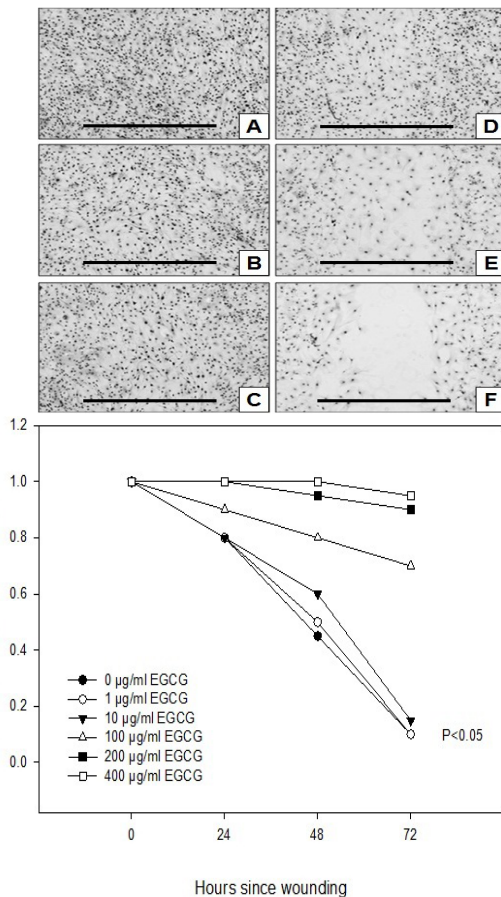 A
D
B
E
C
F
1.2
1.0
0.8
0.6
0.4
0.2
0.0
0 µg/ml EGCG
1 µg/ml EGCG
10 µg/ml EGCG
100 µg/ml EGCG
200 µg/ml EGCG
400 µg/ml EGCG
P<0.05
0 24 48 72
Hours since wounding